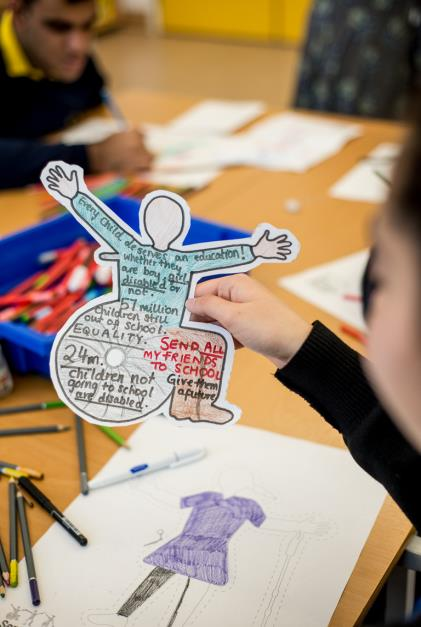 Every child deserves an education,
whether they
are boy, girl,
disabled or
not.
57 million
children still
out of school.
EQUALITY.
24m
children not
going to school
are disabled.
SEND ALL
MY FRIENDS
TO SCHOOL
Give them
a future